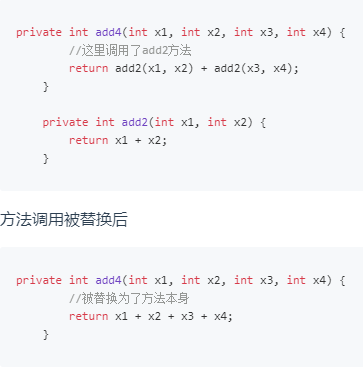 private int add4(int x1, int x2, int x3, int x4) {
//这里调用了add2方法
return add2(x1, x2) + add2(x3, x4);
}
private int add2(int x1, int x2) {
return x1 + x2;
}
方法调用被替换后
private int add4(int x1, int x2, int x3, int x4) {
//被替换为了方法本身
return x1 + x2 + x3 + x4;
}